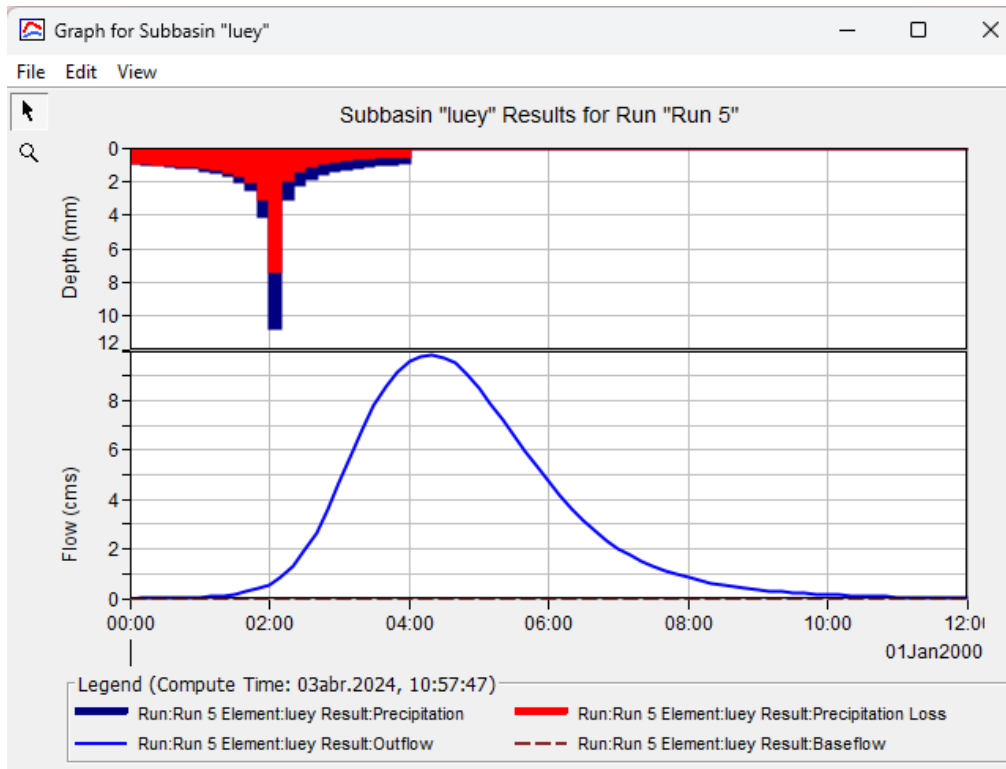 Graph for Subbasin "luey"
File Edit View
Subbasin "luey" Results for Run "Run 5"
0
2
4
6
8
10
12
Depth (mm)
8
6
4
2
0
Flow (cms)
00:00 02:00 04:00 06:00 08:00 10:00 12:0
01Jan2000
Legend (Compute Time: 03abr.2024, 10:57:47)
Run:Run 5 Element:luey Result:Precipitation Run:Run 5 Element:luey Result:Precipitation Loss
Run:Run 5 Element:luey Result:Outflow Run:Run 5 Element:luey Result:Baseflow